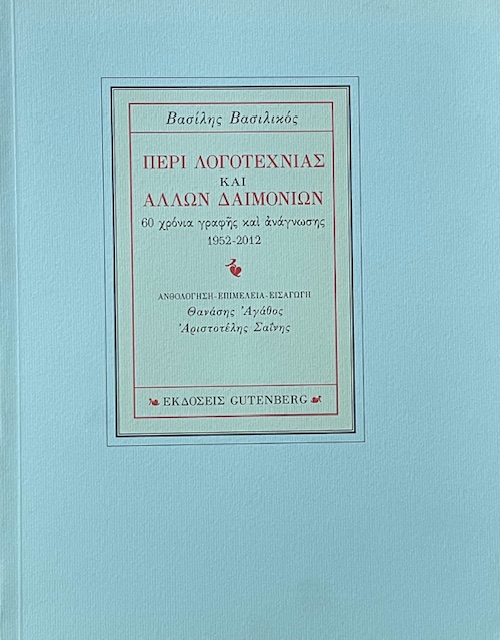 Βασίλης Βασιλικός
ΠΕΡΙ ΛΟΓΟΤΕΧΝΙΑΣ
ΚΑΙ
ΑΛΛΩΝ ΔΑΙΜΟΝΙΩΝ
60 χρόνια γραφῆς καὶ ἀνάγνωσης
1952-2012
ΑΝΘΟΛΟΓΗΣΗ-ΕΠΙΜΕΛΕΙΑ-ΕΙΣΑΓΩΓΗ
Θανάσης Ἀγάθος
Ἀριστοτέλης Σαΐνης
ΕΚΔΟΣΕΙΣ GUTENBERG